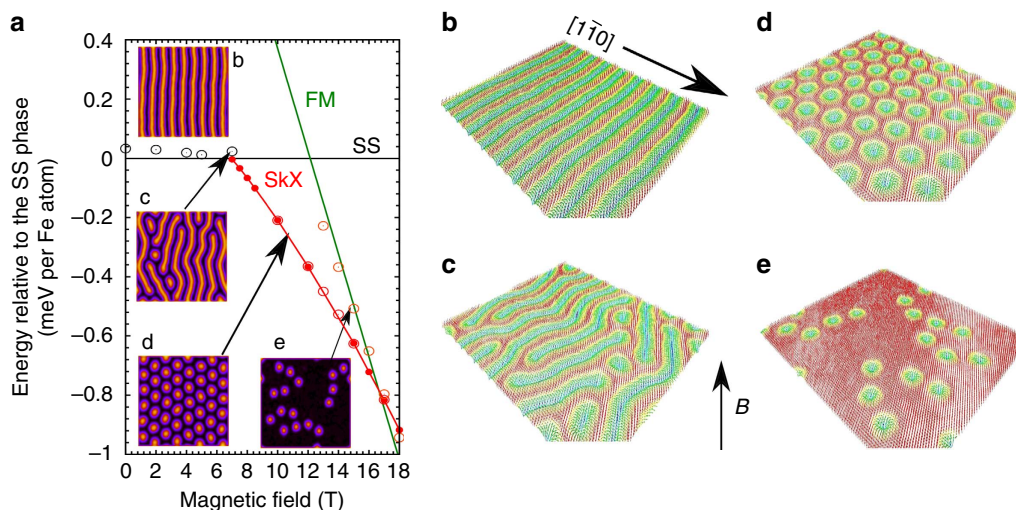 a
Energy relative to the SS phase
(meV per Fe atom)
0.4
0.2
0
−0.2
−0.4
−0.6
−0.8
−1
0 2 4 6 8 10 12 14 16 18
Magnetic field (T)
b
FM
SS
SkX
c
d
e
b
[11̅0]
d
c
B
e